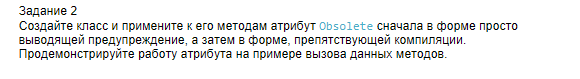 Задание 2
Создайте класс и примените к его методам атрибут Obsolete сначала в форме просто
выводящей предупреждение, а затем в форме, препятствующей компиляции.
Продемонстрируйте работу атрибута на примере вызова данных методов.